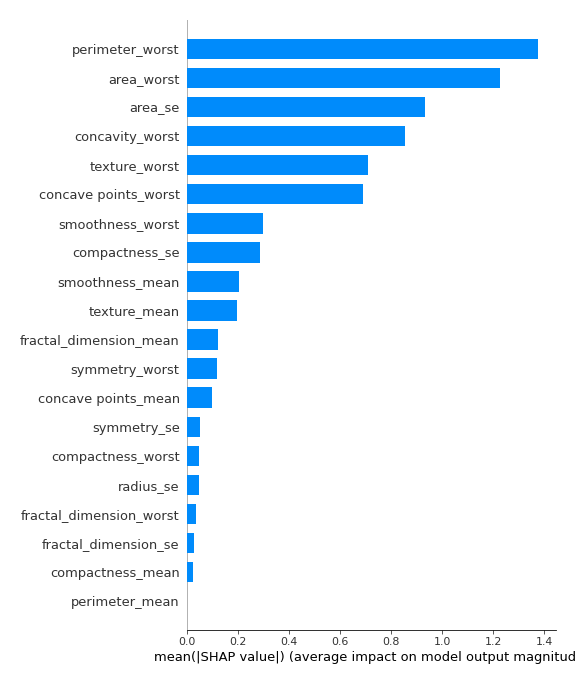 perimeter_worst
area_worst
area_se
concavity_worst
texture_worst
concave points_worst
smoothness_worst
compactness_se
smoothness_mean
texture_mean
fractal_dimension_mean
symmetry_worst
concave points_mean
symmetry_se
compactness_worst
radius_se
fractal_dimension_worst
fractal_dimension_se
compactness_mean
perimeter_mean
0.0 0.2 0.4 0.6 0.8 1.0 1.2 1.4
mean(|SHAP value|) (average impact on model output magnitud